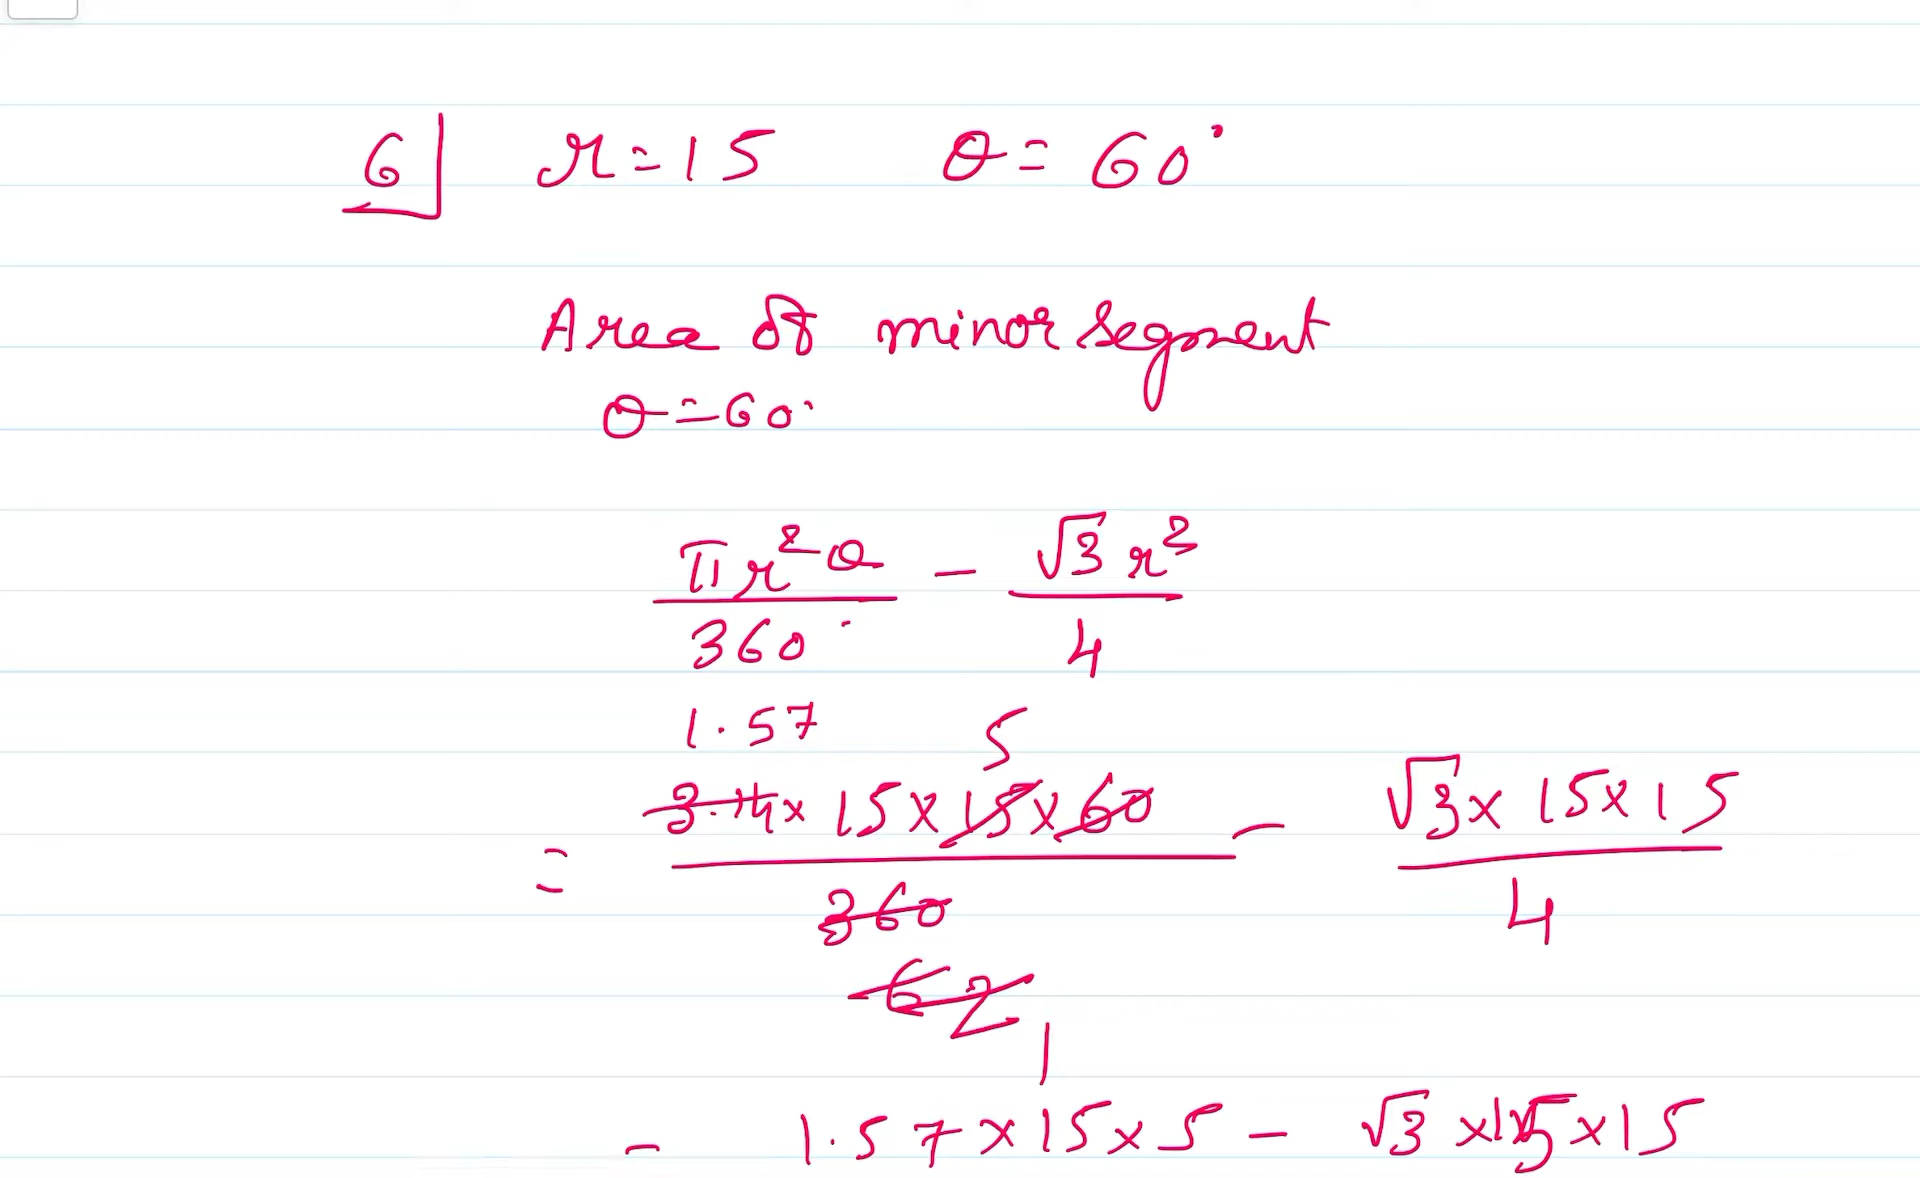 6 r=15 θ=60°
Area of minor segment
θ=60°
πr²θ/360° - √3r²/4
1.57 5
= 3.14×15×15×60/360 - √3×15×15/4
6 2
1
= 1.57×15×5 - √3×15×15